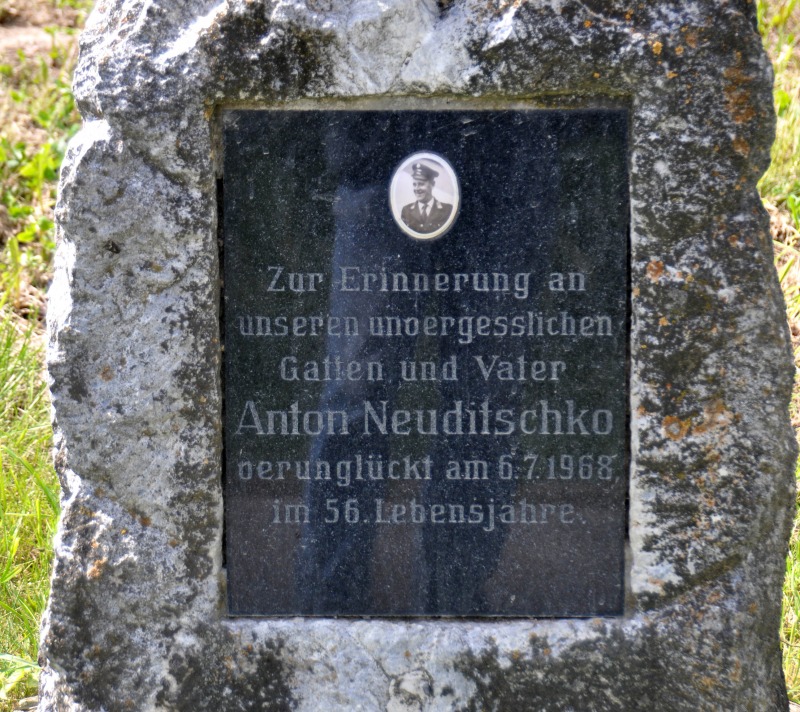 Zur Erinnerung an
unseren unvergesslichen
Gatten und Vater
Anton Neuditschko
verunglückt am 6.7.1968
im 56. Lebensjahre.